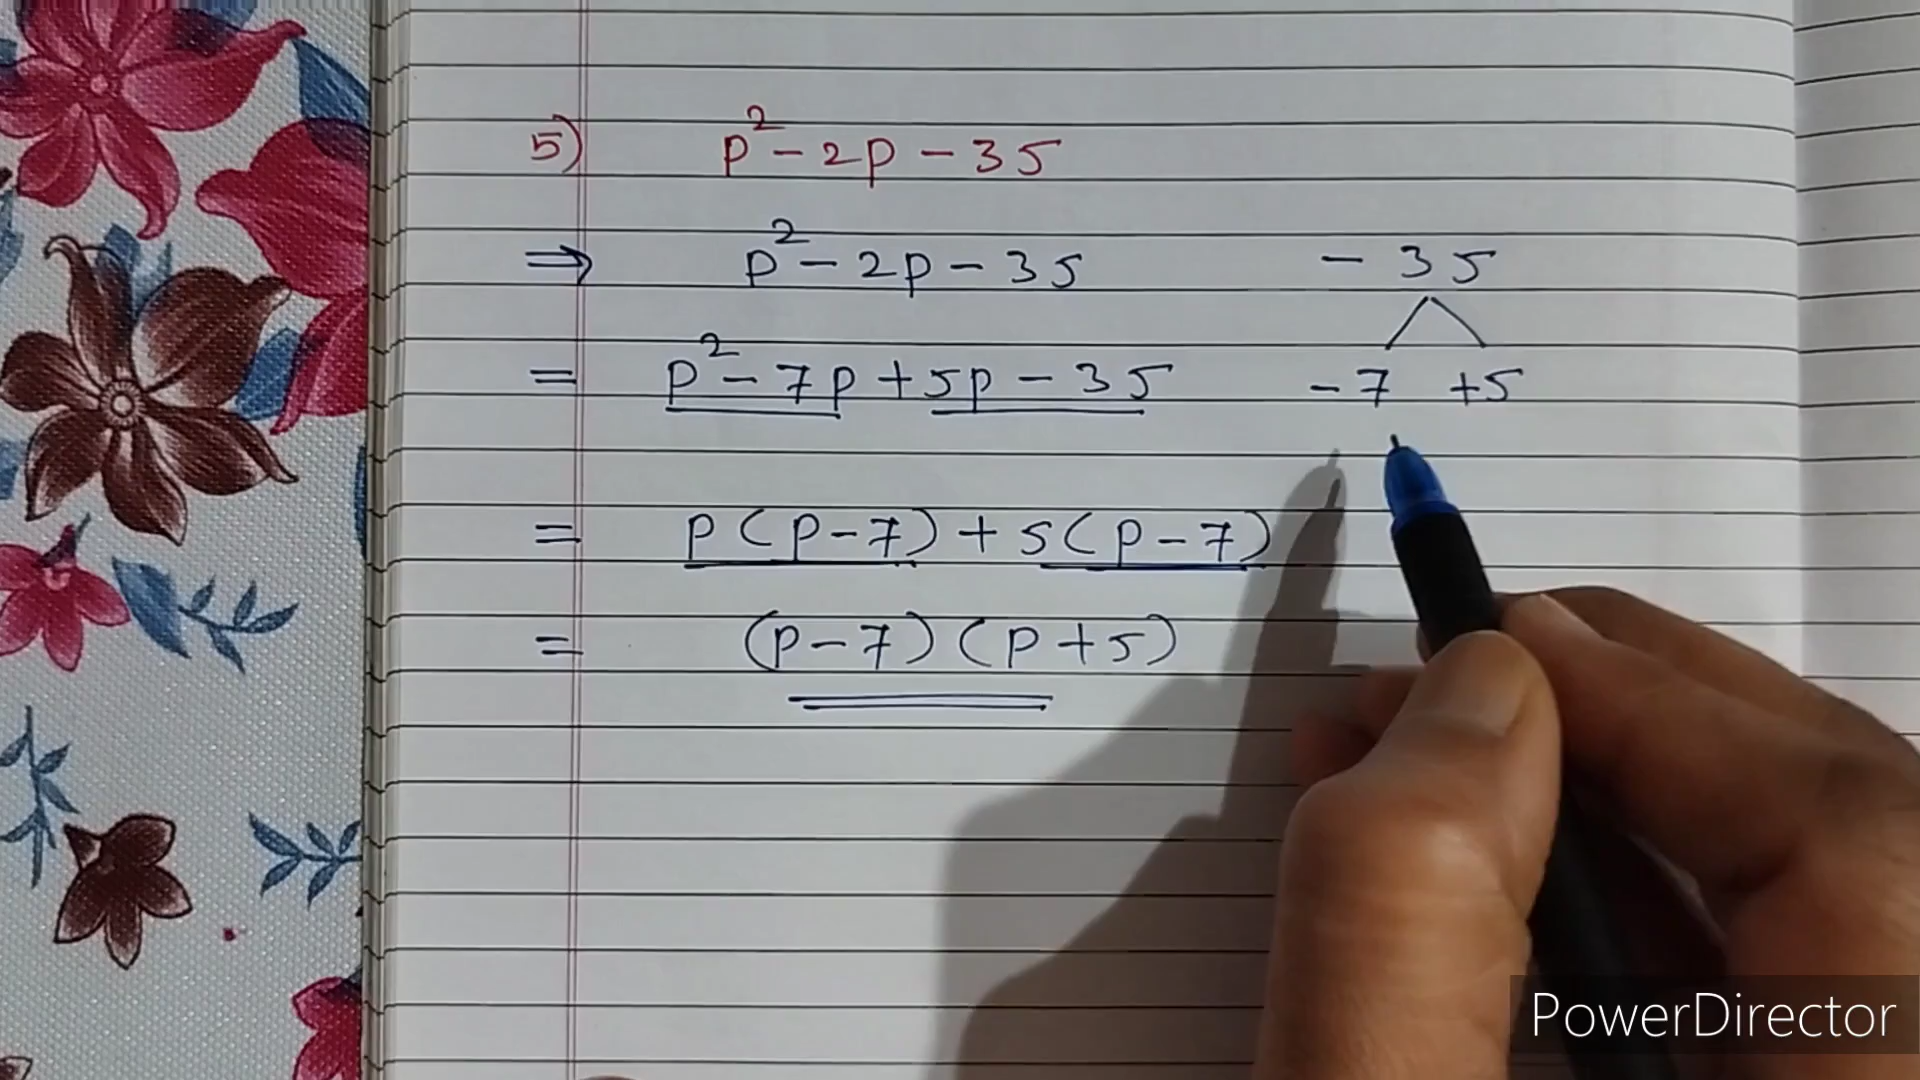 5) p² - 2p - 35
⇒ p² - 2p - 35 - 35
= p² - 7p + 5p - 35 - 7 + 5
= p(p - 7) + 5(p - 7)
= (p - 7)(p + 5)
PowerDirector